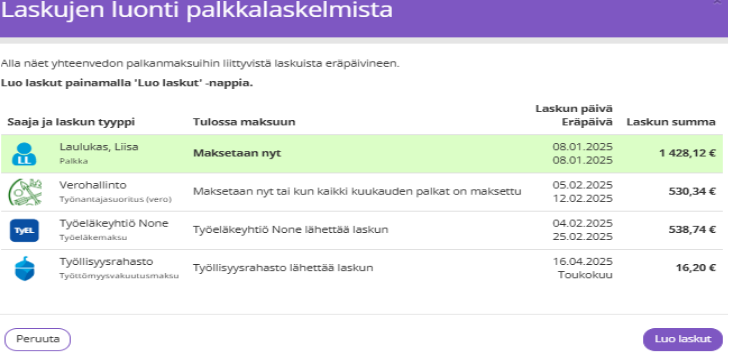 Laskujen luonti palkkalaskelmista
Alla näet yhteenvedon palkanmaksuihin liittyvistä laskuista eräpäivineen.
Luo laskut painamalla 'Luo laskut' -nappia.
Saaja ja laskun tyyppi Tulossa maksuun Laskun päivä Eräpäivä Laskun summa
LL Laulukas, Liisa Palkka Maksetaan nyt 08.01.2025 08.01.2025 1 428,12 €
Verohallinto Työnantajasuoritus (vero) Maksetaan nyt tai kun kaikki kuukauden palkat on maksettu 05.02.2025 12.02.2025 530,34 €
TyEL Työeläkeyhtiö None Työeläkemaksu Työeläkeyhtiö None lähettää laskun 04.02.2025 25.02.2025 538,74 €
Työllisyysrahasto Työttömyysvakuutusmaksu Työllisyysrahasto lähettää laskun 16.04.2025 Toukokuu 16,20 €
Peruuta Luo laskut